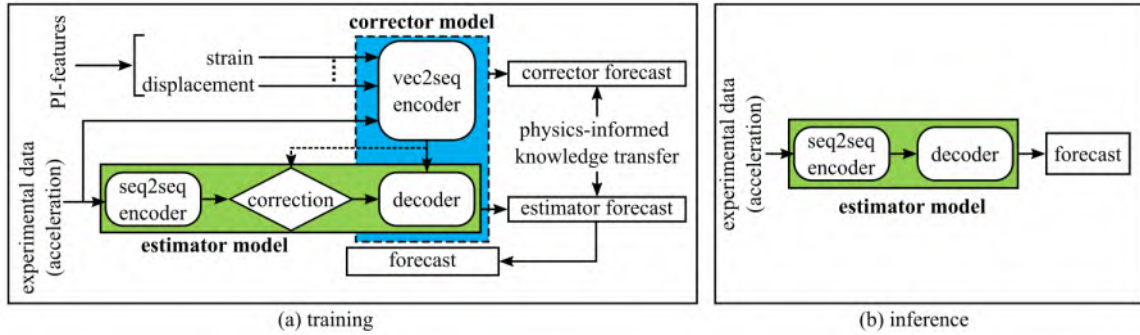 corrector model
PI-features
strain
displacement
vec2seq
encoder
corrector forecast
physics-informed
knowledge transfer
experimental data
(acceleration)
seq2seq
encoder
correction
decoder
estimator forecast
estimator model
forecast
(a) training
experimental data
(acceleration)
seq2seq
encoder
decoder
forecast
estimator model
(b) inference